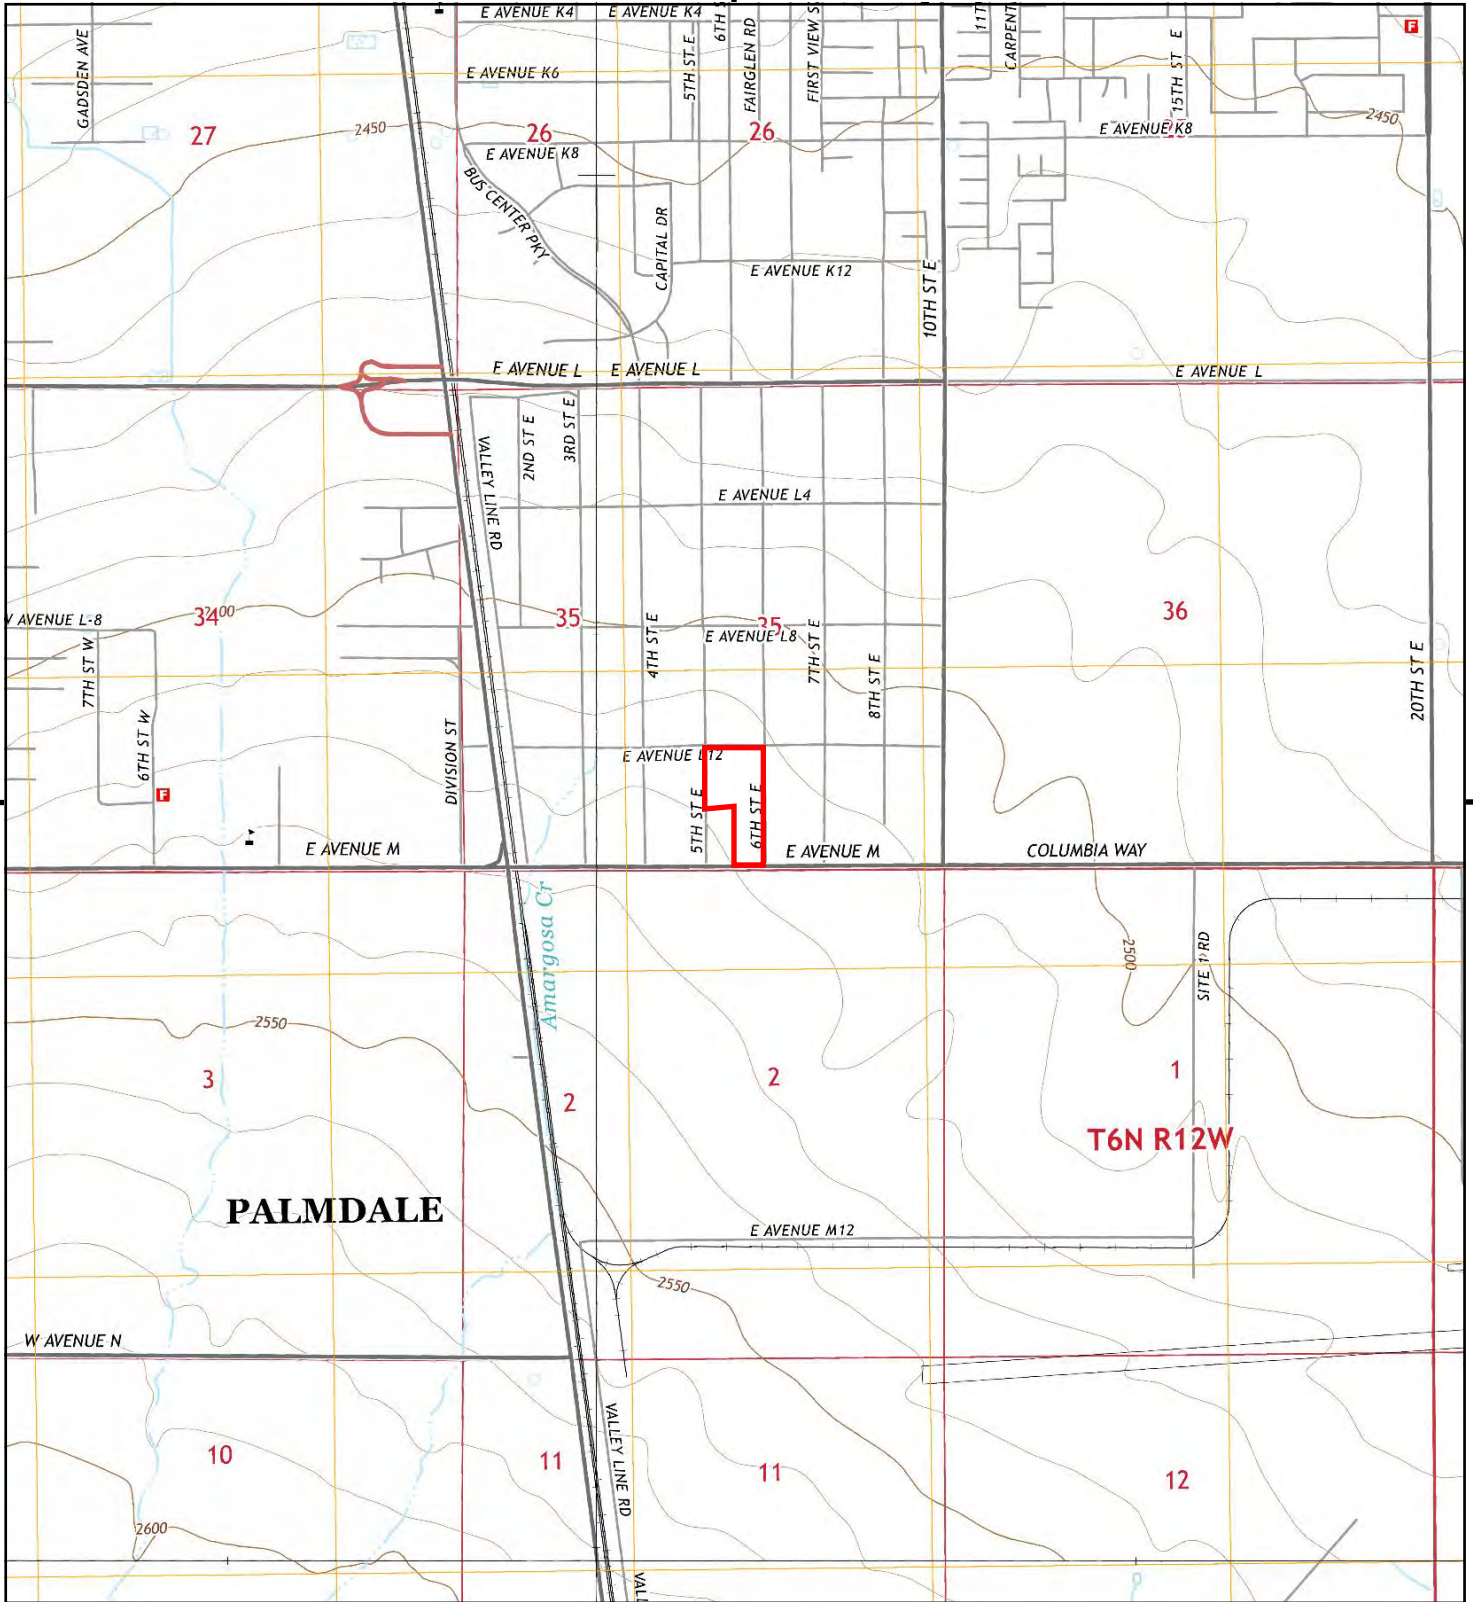 E AVENUE K4
E AVENUE K4
GADSDEN AVE
5TH ST E
FAIRGLEN RD
15TH ST E
F
E AVENUE K6
2450
27
26
26
E AVENUE K8
E AVENUE K8
2450
BUS CENTER PKY
CAPITAL DR
E AVENUE K12
10TH ST E
E AVENUE L
E AVENUE L
E AVENUE L
VALLEY LINE RD
2ND ST E
3RD ST E
E AVENUE L4
34
35
35
36
AVENUE L-8
E AVENUE L8
7TH ST W
4TH ST E
7TH ST E
8TH ST E
20TH ST E
6TH ST W
DIVISION ST
E AVENUE L12
F
5TH ST E
6TH ST E
E AVENUE M
E AVENUE M
COLUMBIA WAY
Amargosa Cr
2500
SITE 1 RD
2550
3
2
2
1
T6N R12W
PALMDALE
E AVENUE M12
2550
W AVENUE N
VALLEY LINE RD
10
11
11
12
2600